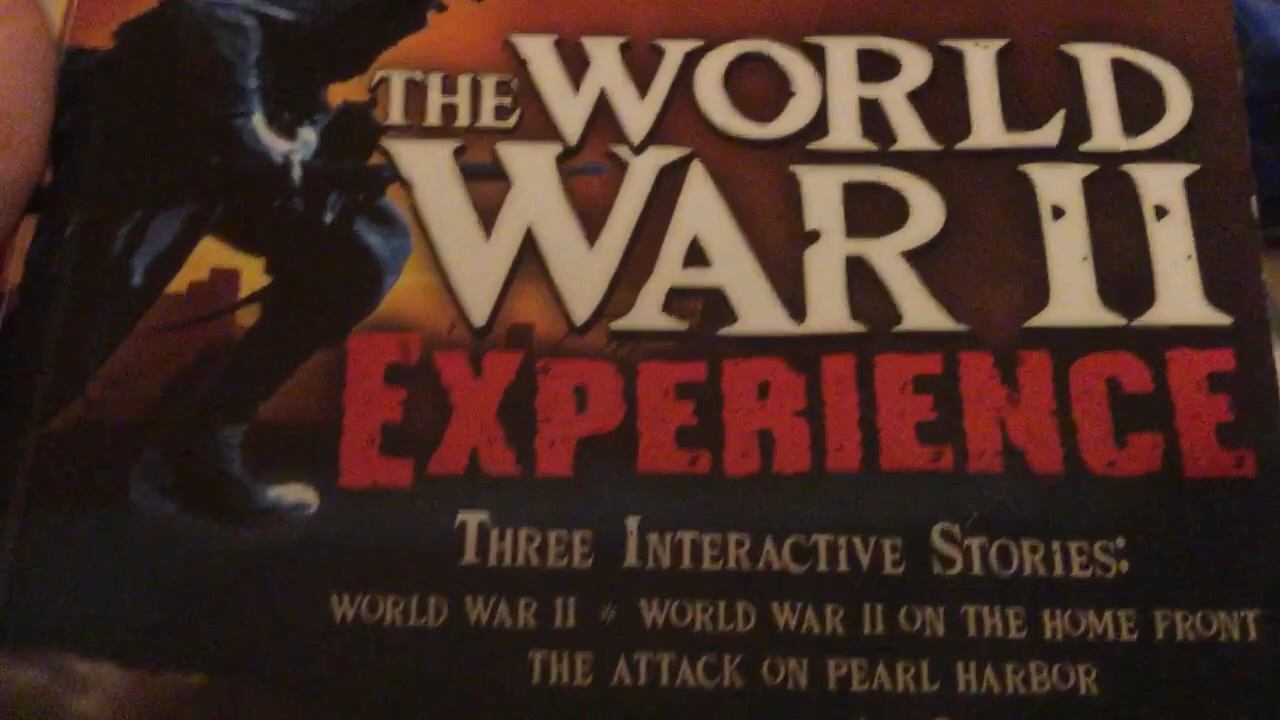 THE WORLD
WAR II
EXPERIENCE
THREE INTERACTIVE STORIES:
WORLD WAR II * WORLD WAR II ON THE HOME FRONT
THE ATTACK ON PEARL HARBOR